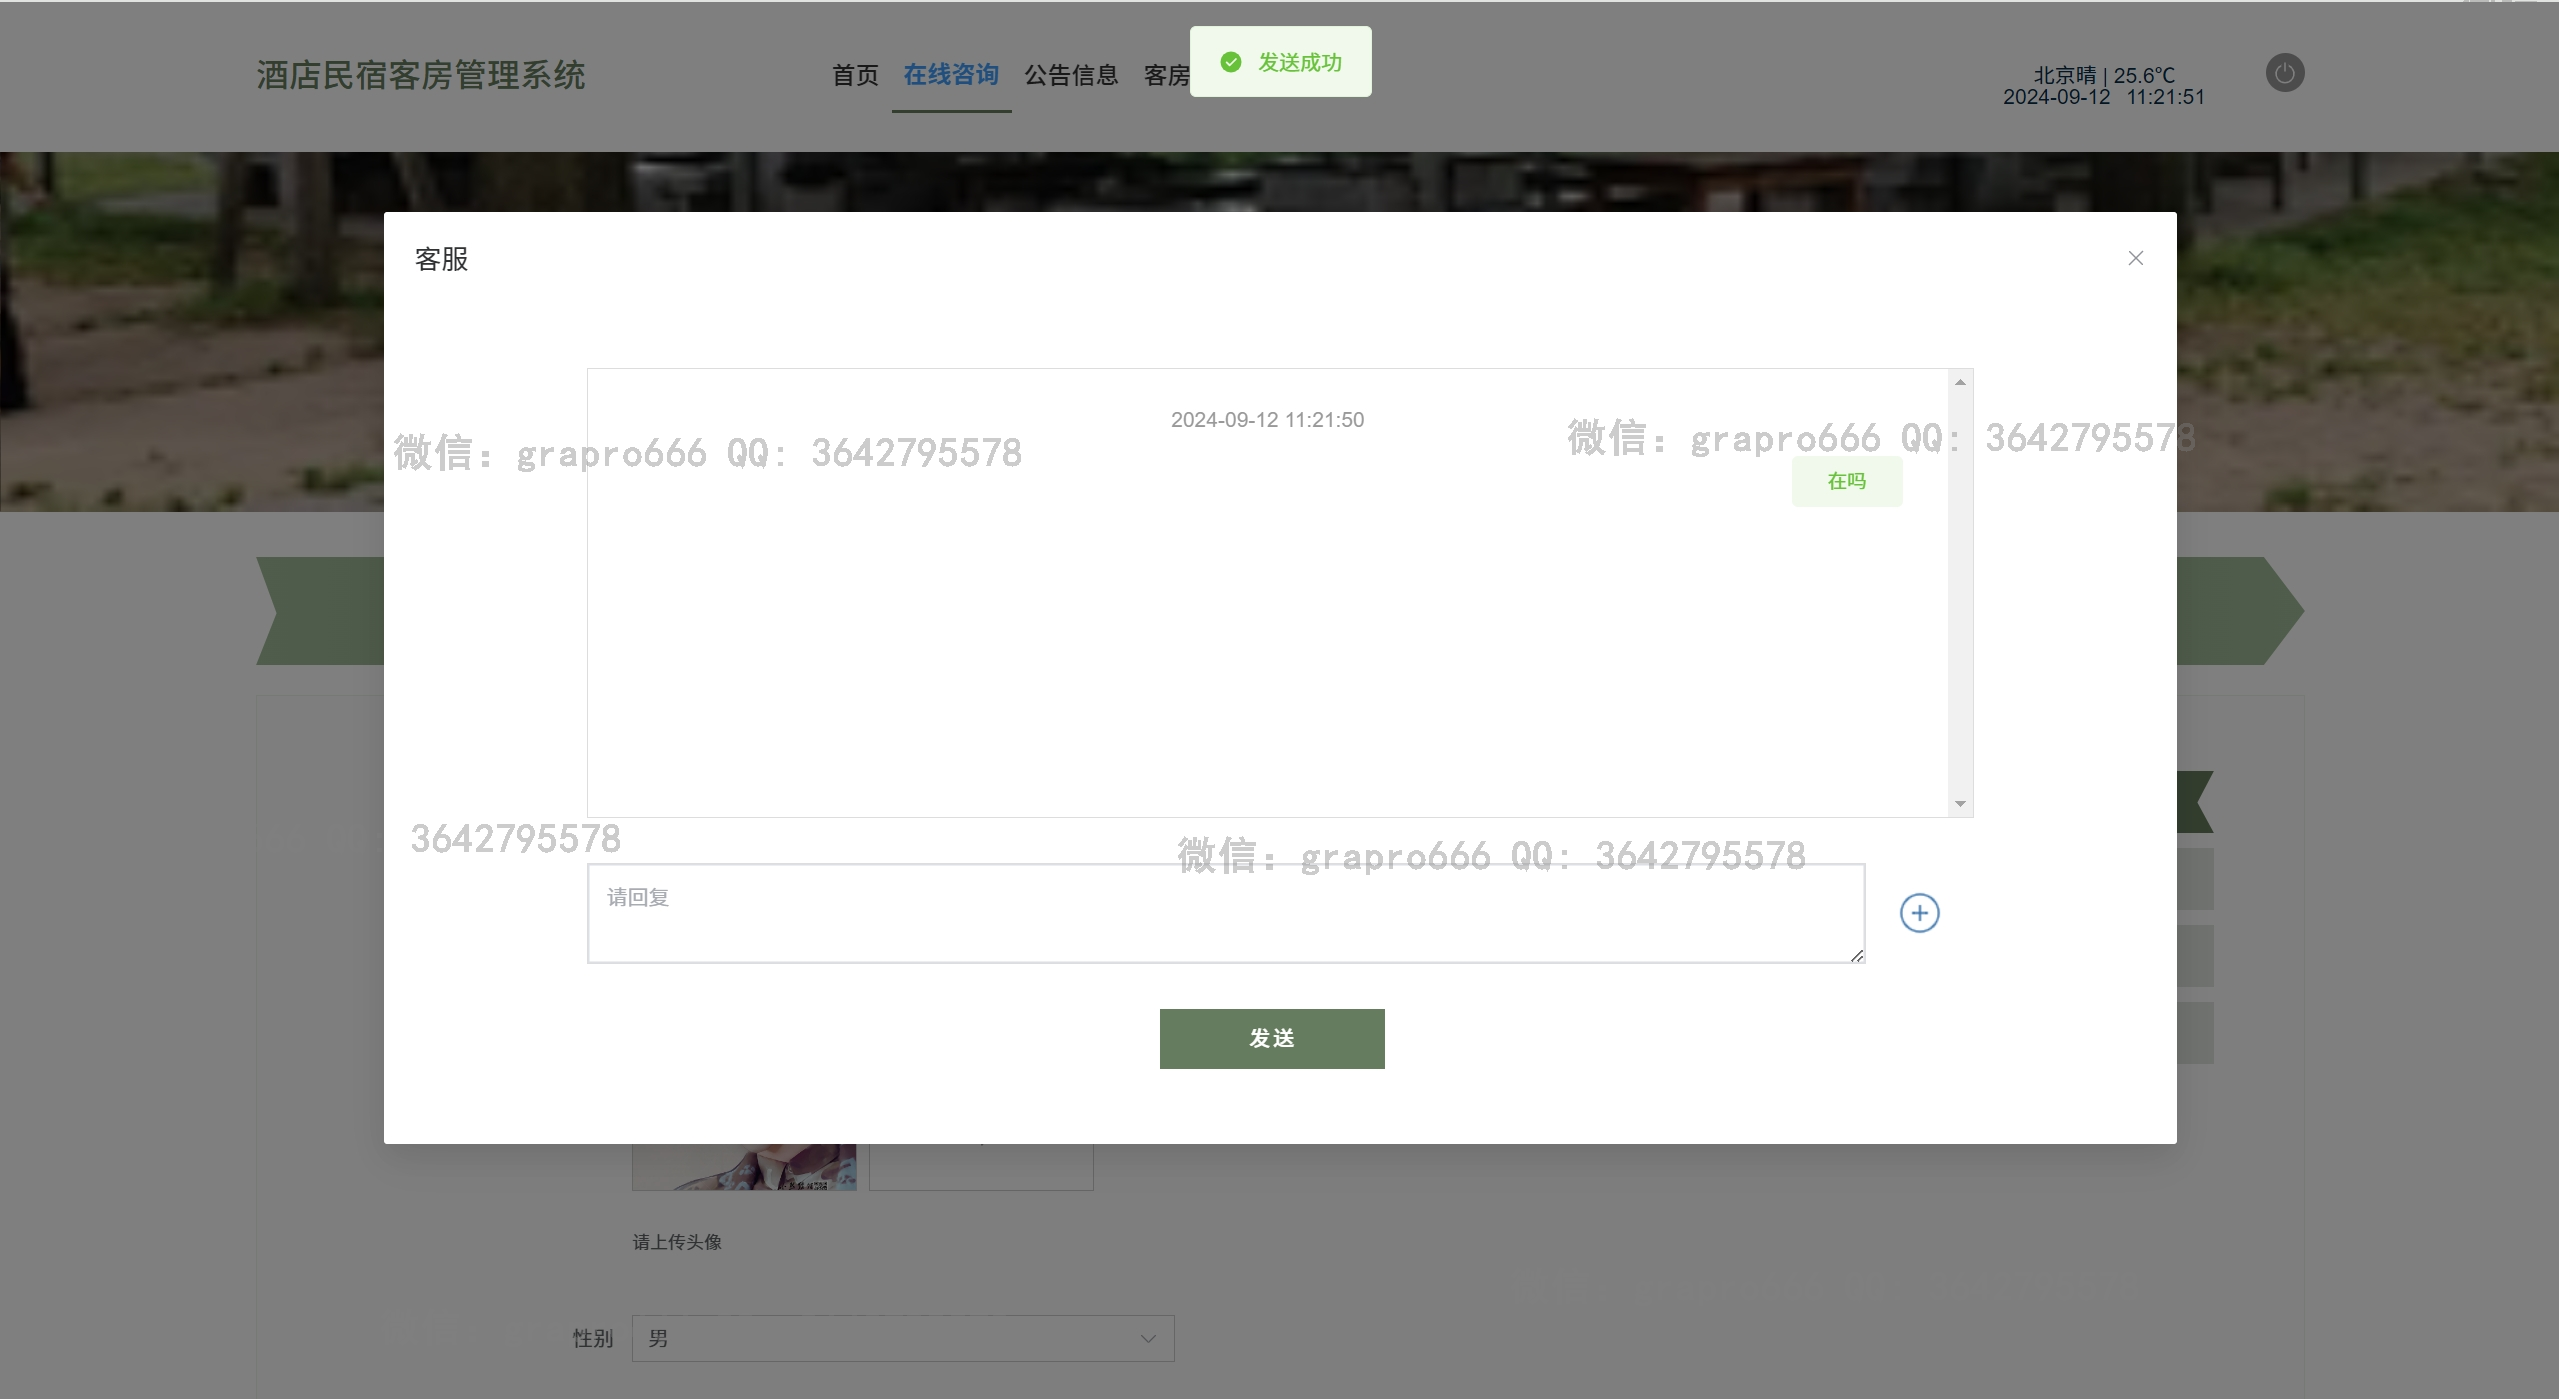 酒店民宿客房管理系统
首页 在线咨询 公告信息 客房
发送成功
北京晴 | 25.6℃
2024-09-12 11:21:51
客服
2024-09-12 11:21:50
微信：grapro666 QQ：3642795578
微信：grapro666 QQ：3642795578
在吗
3642795578
微信：grapro666 QQ：3642795578
请回复
发送
请上传头像
性别 男